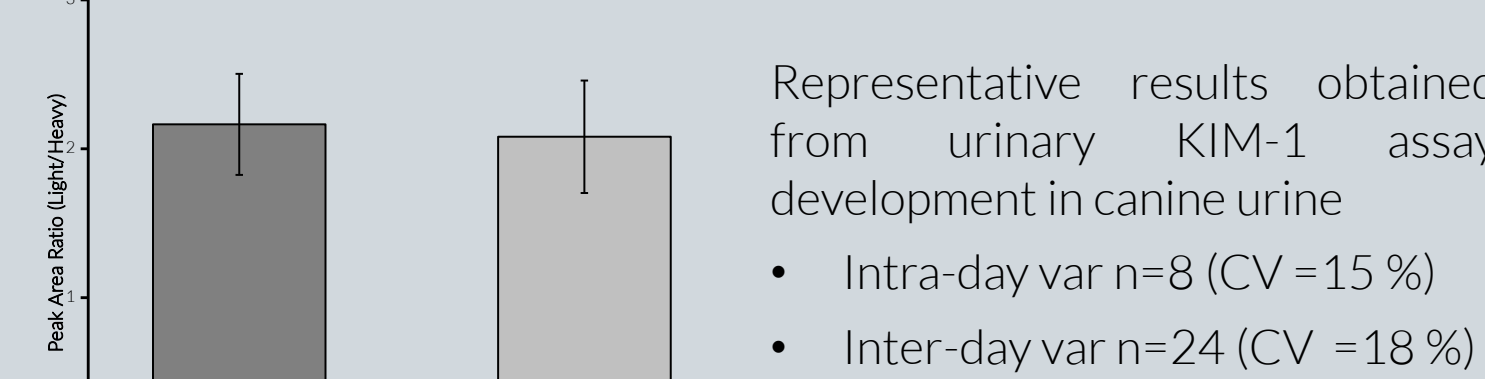 3
2
1
Peak Area Ratio (Light/Heavy)
Representative results obtained
from urinary KIM-1 assay
development in canine urine
• Intra-day var n=8 (CV =15 %)
• Inter-day var n=24 (CV =18 %)